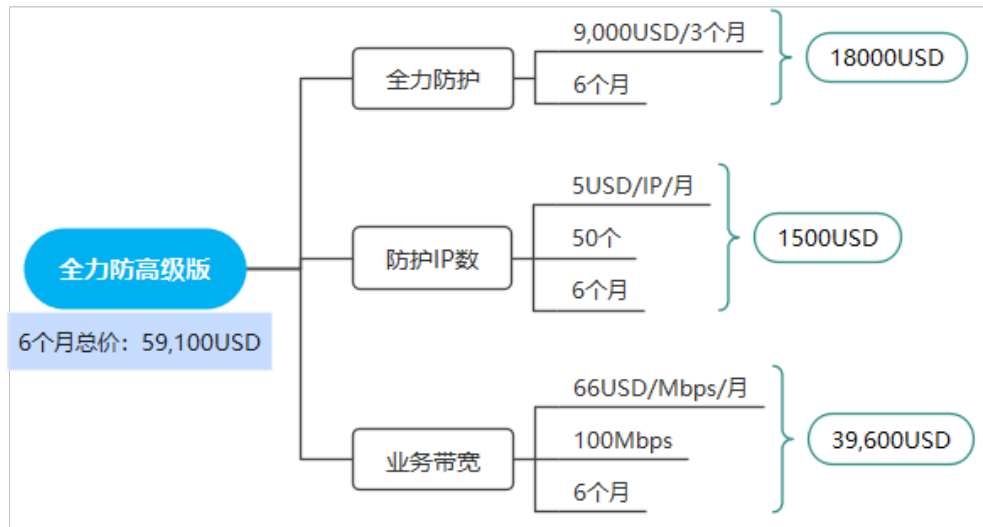 全力防高级版
6个月总价：59,100USD
全力防护
9,000USD/3个月
6个月
18000USD
防护IP数
5USD/IP/月
50个
6个月
1500USD
业务带宽
66USD/Mbps/月
100Mbps
6个月
39,600USD